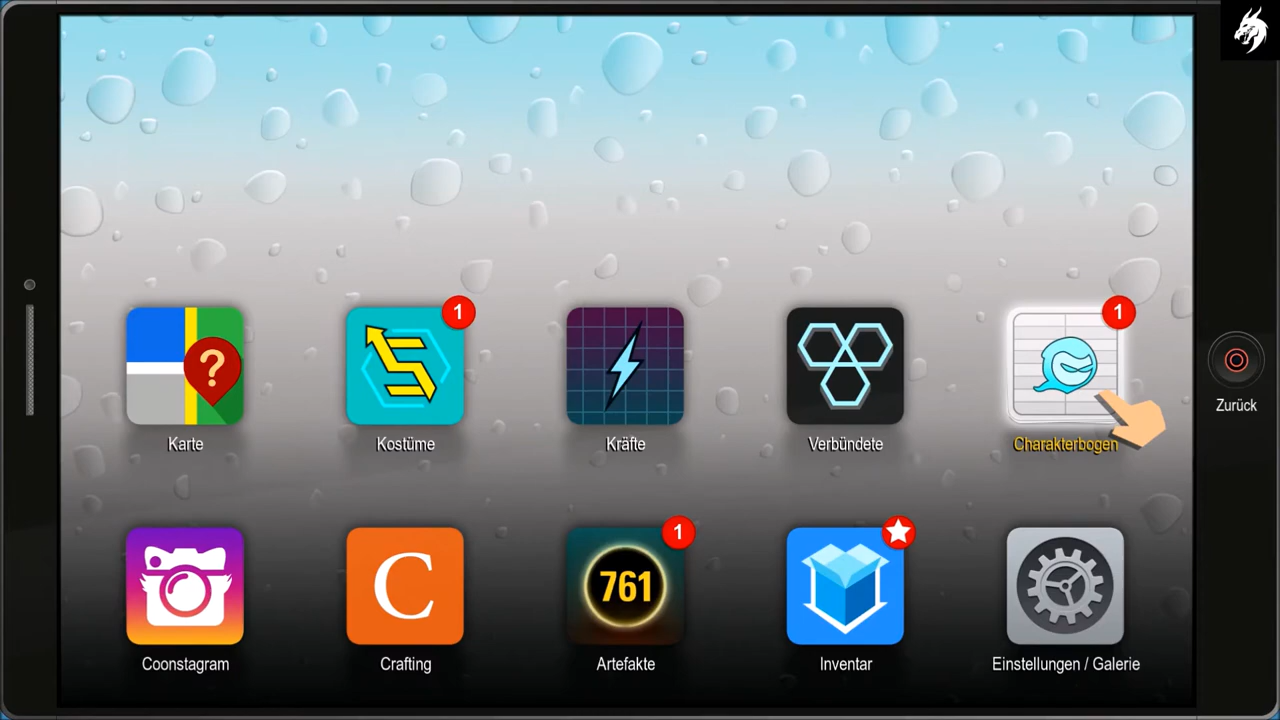 1
1
Karte
Kostüme
Kräfte
Verbündete
Charakterbogen
Zurück
1
C
761
Coonstagram
Crafting
Artefakte
Inventar
Einstellungen / Galerie